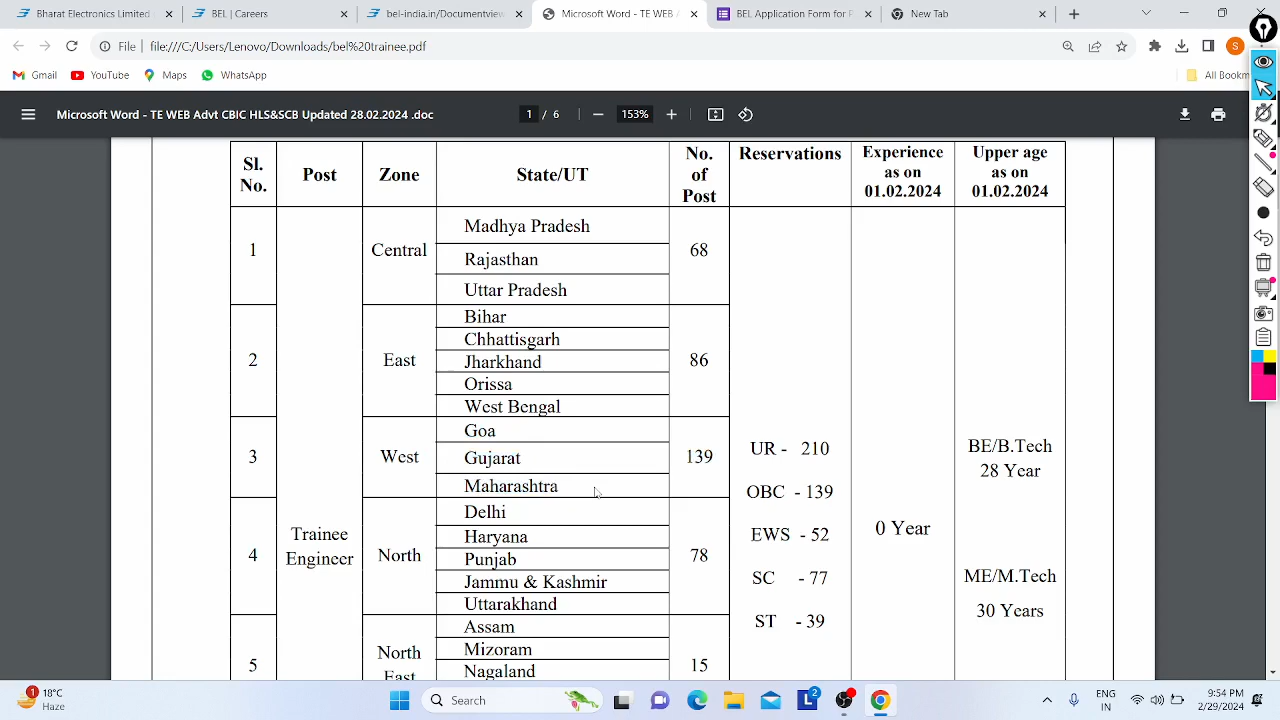 Bharat Electronics Limited
BEL | Careers
bel-india.in/Documentview
Microsoft Word - TE WEB A
BEL Application Form for P
New Tab
File | file:///C:/Users/Lenovo/Downloads/bel%20trainee.pdf
S
Gmail YouTube Maps WhatsApp
All Bookm
Microsoft Word - TE WEB Advt CBIC HLS&SCB Updated 28.02.2024 .doc
1 / 6
153%
Sl. No. Post Zone State/UT No. of Post Reservations Experience as on 01.02.2024 Upper age as on 01.02.2024
1 Central 68
Madhya Pradesh
Rajasthan
Uttar Pradesh
2 East 86
Bihar
Chhattisgarh
Jharkhand
Orissa
West Bengal
3 West 139
Goa
Gujarat
Maharashtra
4 North 78
Delhi
Haryana
Punjab
Jammu & Kashmir
Uttarakhand
5 North East 15
Assam
Mizoram
Nagaland
Trainee
Engineer
UR - 210
OBC - 139
EWS - 52
SC - 77
ST - 39
0 Year
BE/B.Tech
28 Year
ME/M.Tech
30 Years
1
18°C
Haze
Search
L
2
ENG
IN
9:54 PM
2/29/2024